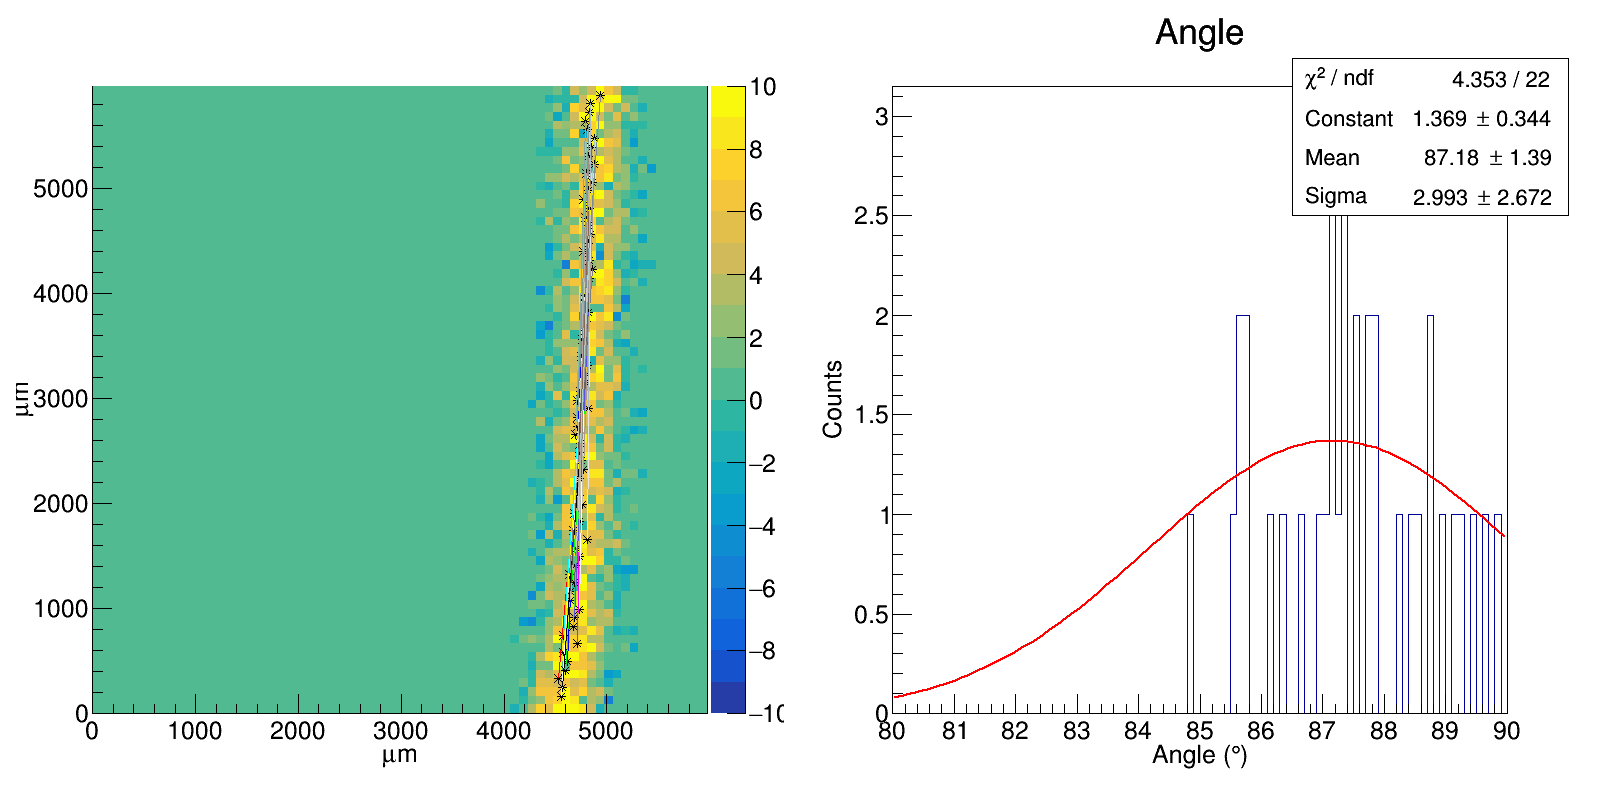 Angle
χ² / ndf 4.353 / 22
Constant 1.369 ± 0.344
Mean 87.18 ± 1.39
Sigma 2.993 ± 2.672
5000
4000
3000
2000
1000
0
μm
0 1000 2000 3000 4000 5000
μm
10
8
6
4
2
0
−2
−4
−6
−8
−10
3
2.5
2
1.5
1
0.5
0
Counts
80 81 82 83 84 85 86 87 88 89 90
Angle (°)